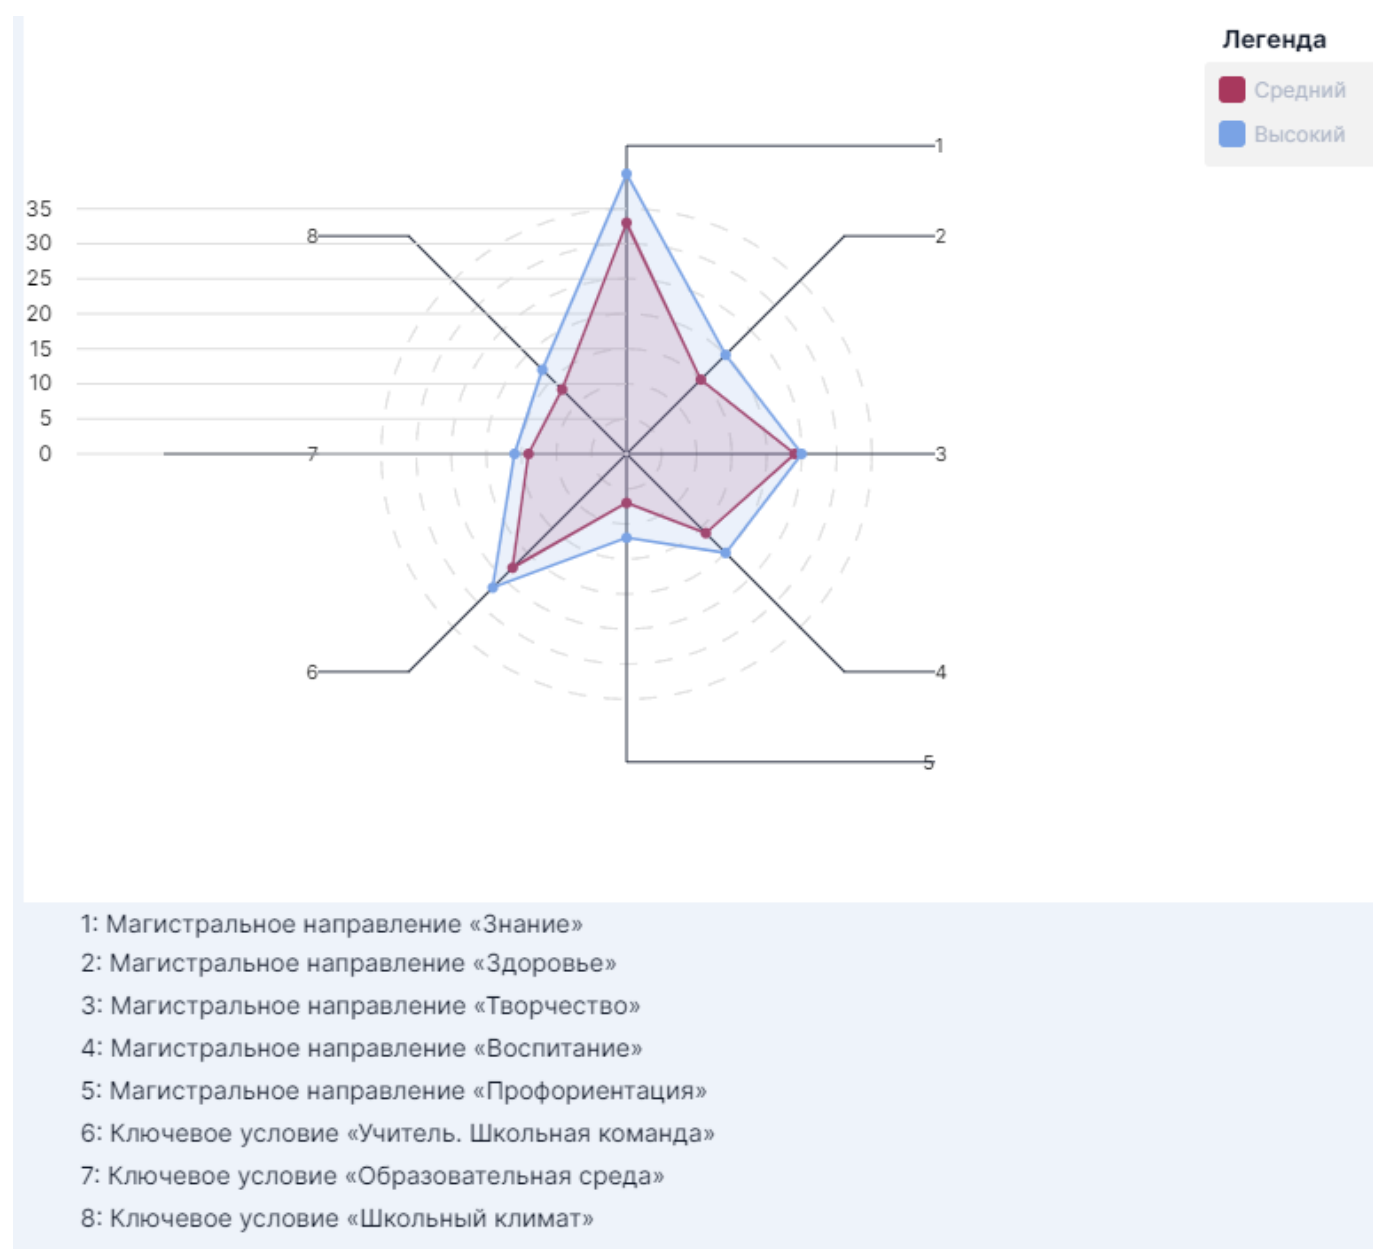 Легенда
Средний
Высокий
1
2
3
4
5
6
7
8
35
30
25
20
15
10
5
0
1: Магистральное направление «Знание»
2: Магистральное направление «Здоровье»
3: Магистральное направление «Творчество»
4: Магистральное направление «Воспитание»
5: Магистральное направление «Профориентация»
6: Ключевое условие «Учитель. Школьная команда»
7: Ключевое условие «Образовательная среда»
8: Ключевое условие «Школьный климат»